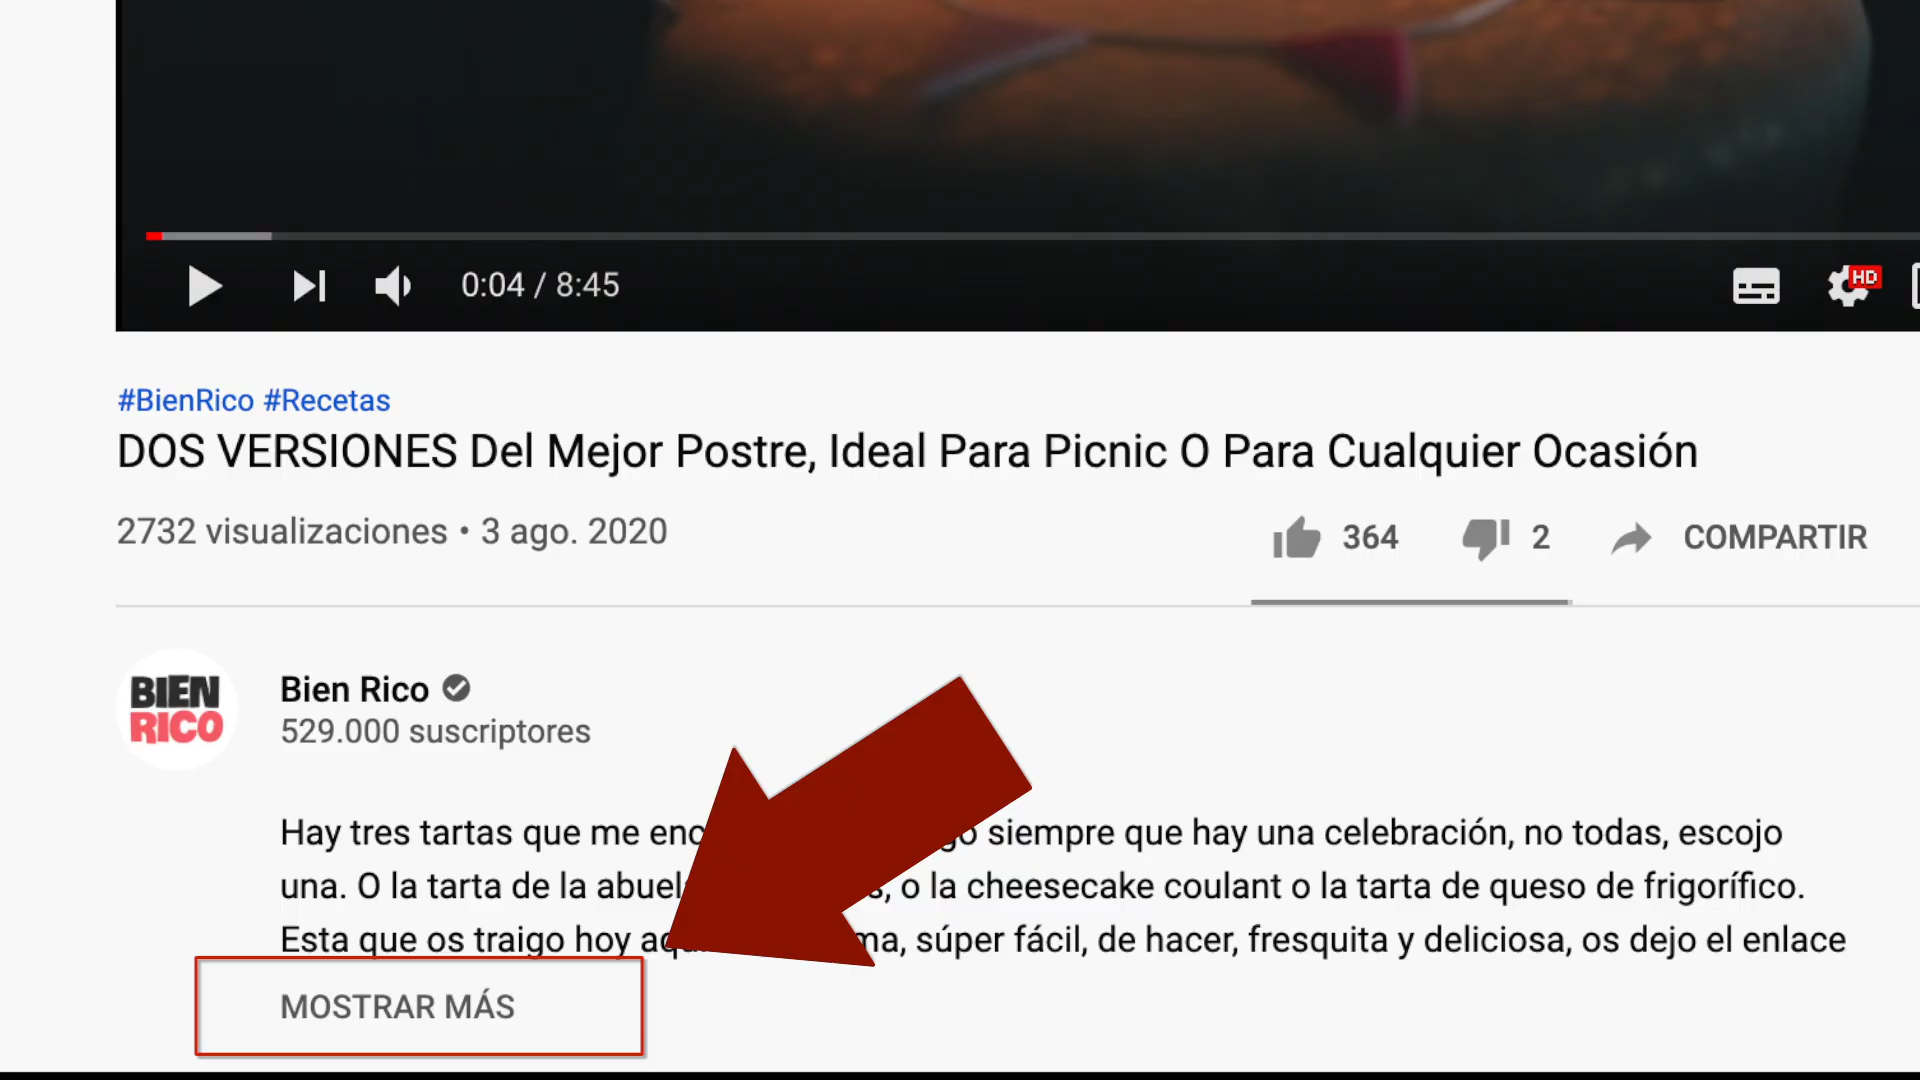 0:04 / 8:45
HD
#BienRico #Recetas
DOS VERSIONES Del Mejor Postre, Ideal Para Picnic O Para Cualquier Ocasión
2732 visualizaciones • 3 ago. 2020
364
2
COMPARTIR
BIEN
RICO
Bien Rico
529.000 suscriptores
Hay tres tartas que me siempre que hay una celebración, no todas, escojo
una. O la tarta de la o la cheesecake coulant o la tarta de queso de frigorífico.
Esta que os traigo hoy súper fácil, de hacer, fresquita y deliciosa, os dejo el enlace
MOSTRAR MÁS